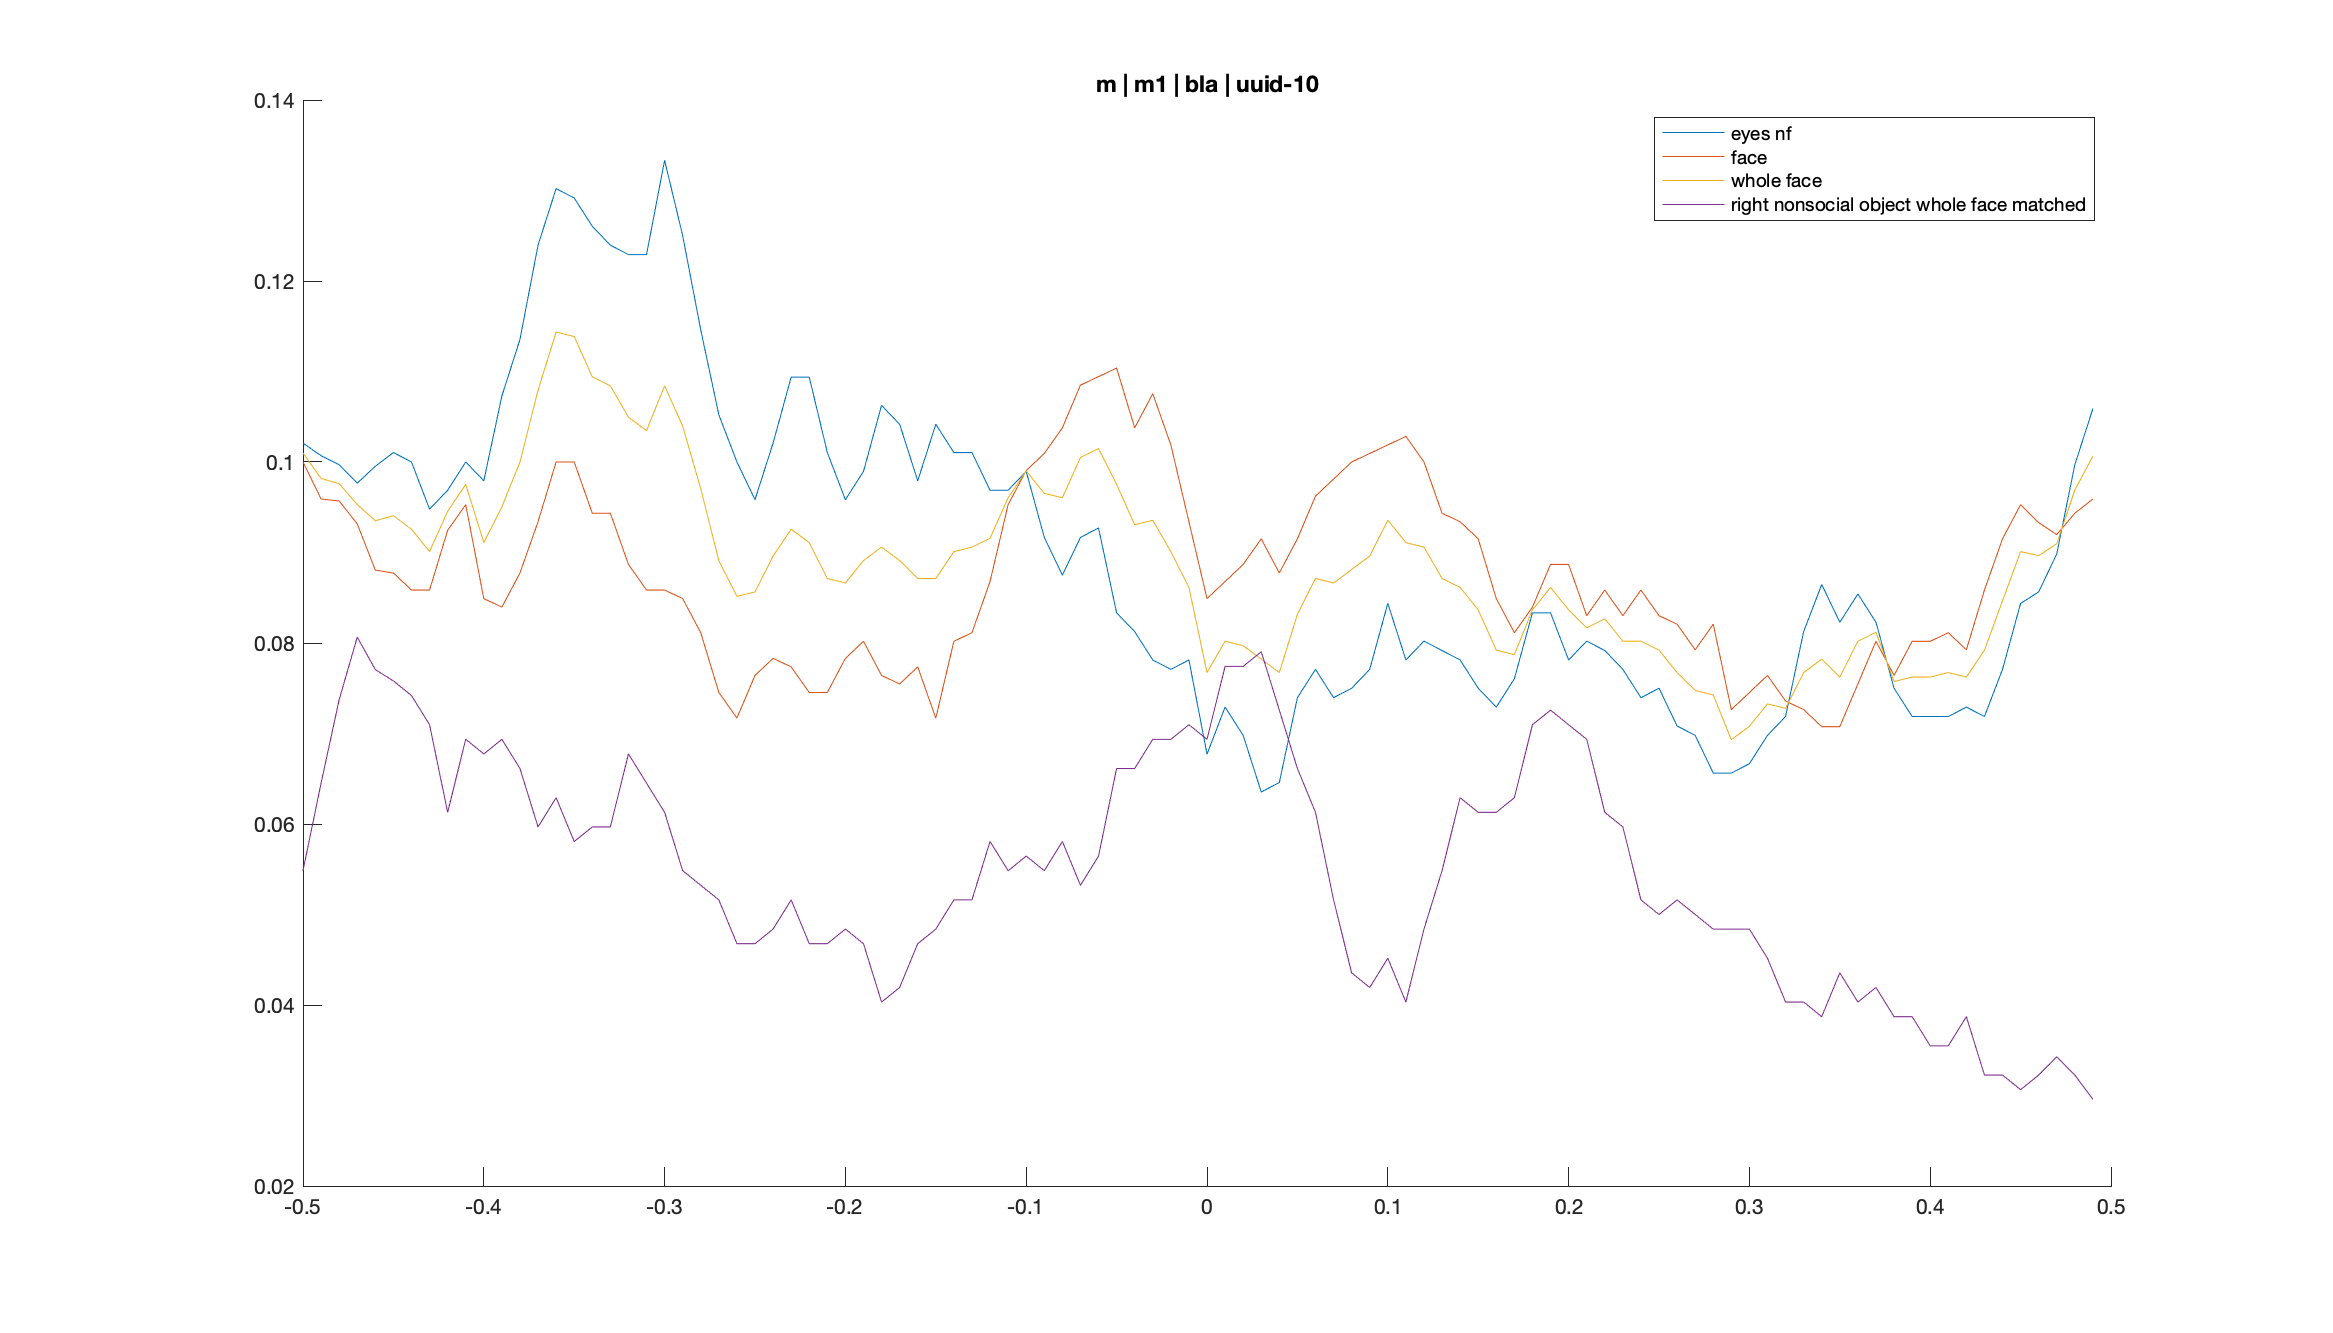 m | m1 | bla | uuid-10
0.14
0.12
0.1
0.08
0.06
0.04
0.02
-0.5 -0.4 -0.3 -0.2 -0.1 0 0.1 0.2 0.3 0.4 0.5
eyes nf
face
whole face
right nonsocial object whole face matched